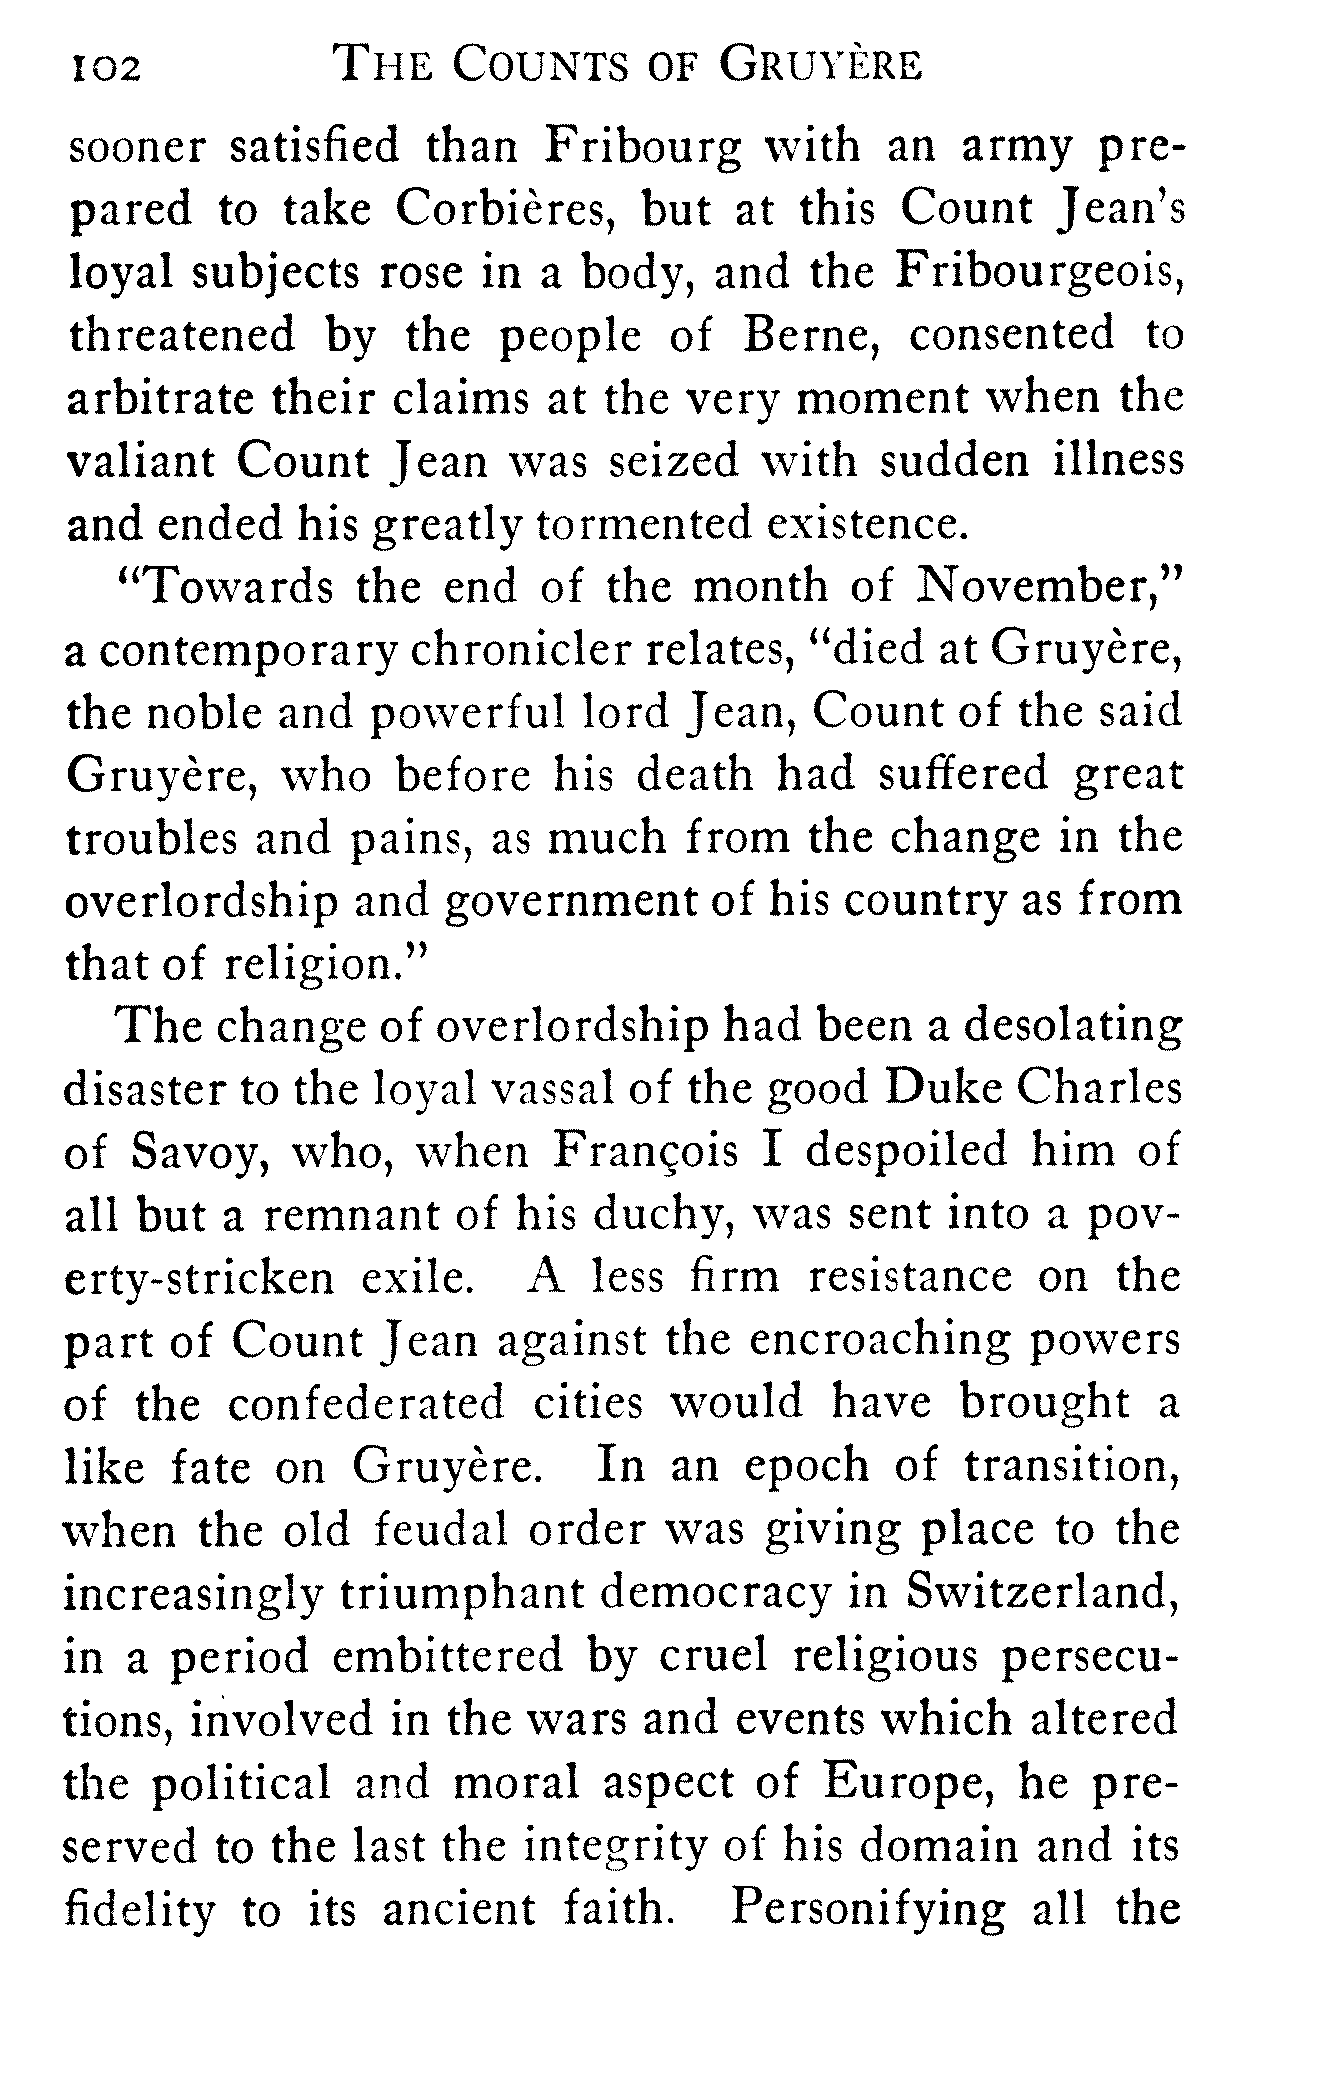 102 THE COUNTS OF GRUYÈRE
sooner satisfied than Fribourg with an army pre-
pared to take Corbières, but at this Count Jean's
loyal subjects rose in a body, and the Fribourgeois,
threatened by the people of Berne, consented to
arbitrate their claims at the very moment when the
valiant Count Jean was seized with sudden illness
and ended his greatly tormented existence.
“Towards the end of the month of November,”
a contemporary chronicler relates, “died at Gruyère,
the noble and powerful lord Jean, Count of the said
Gruyère, who before his death had suffered great
troubles and pains, as much from the change in the
overlordship and government of his country as from
that of religion.”
The change of overlordship had been a desolating
disaster to the loyal vassal of the good Duke Charles
of Savoy, who, when François I despoiled him of
all but a remnant of his duchy, was sent into a pov-
erty-stricken exile. A less firm resistance on the
part of Count Jean against the encroaching powers
of the confederated cities would have brought a
like fate on Gruyère. In an epoch of transition,
when the old feudal order was giving place to the
increasingly triumphant democracy in Switzerland,
in a period embittered by cruel religious persecu-
tions, involved in the wars and events which altered
the political and moral aspect of Europe, he pre-
served to the last the integrity of his domain and its
fidelity to its ancient faith. Personifying all the